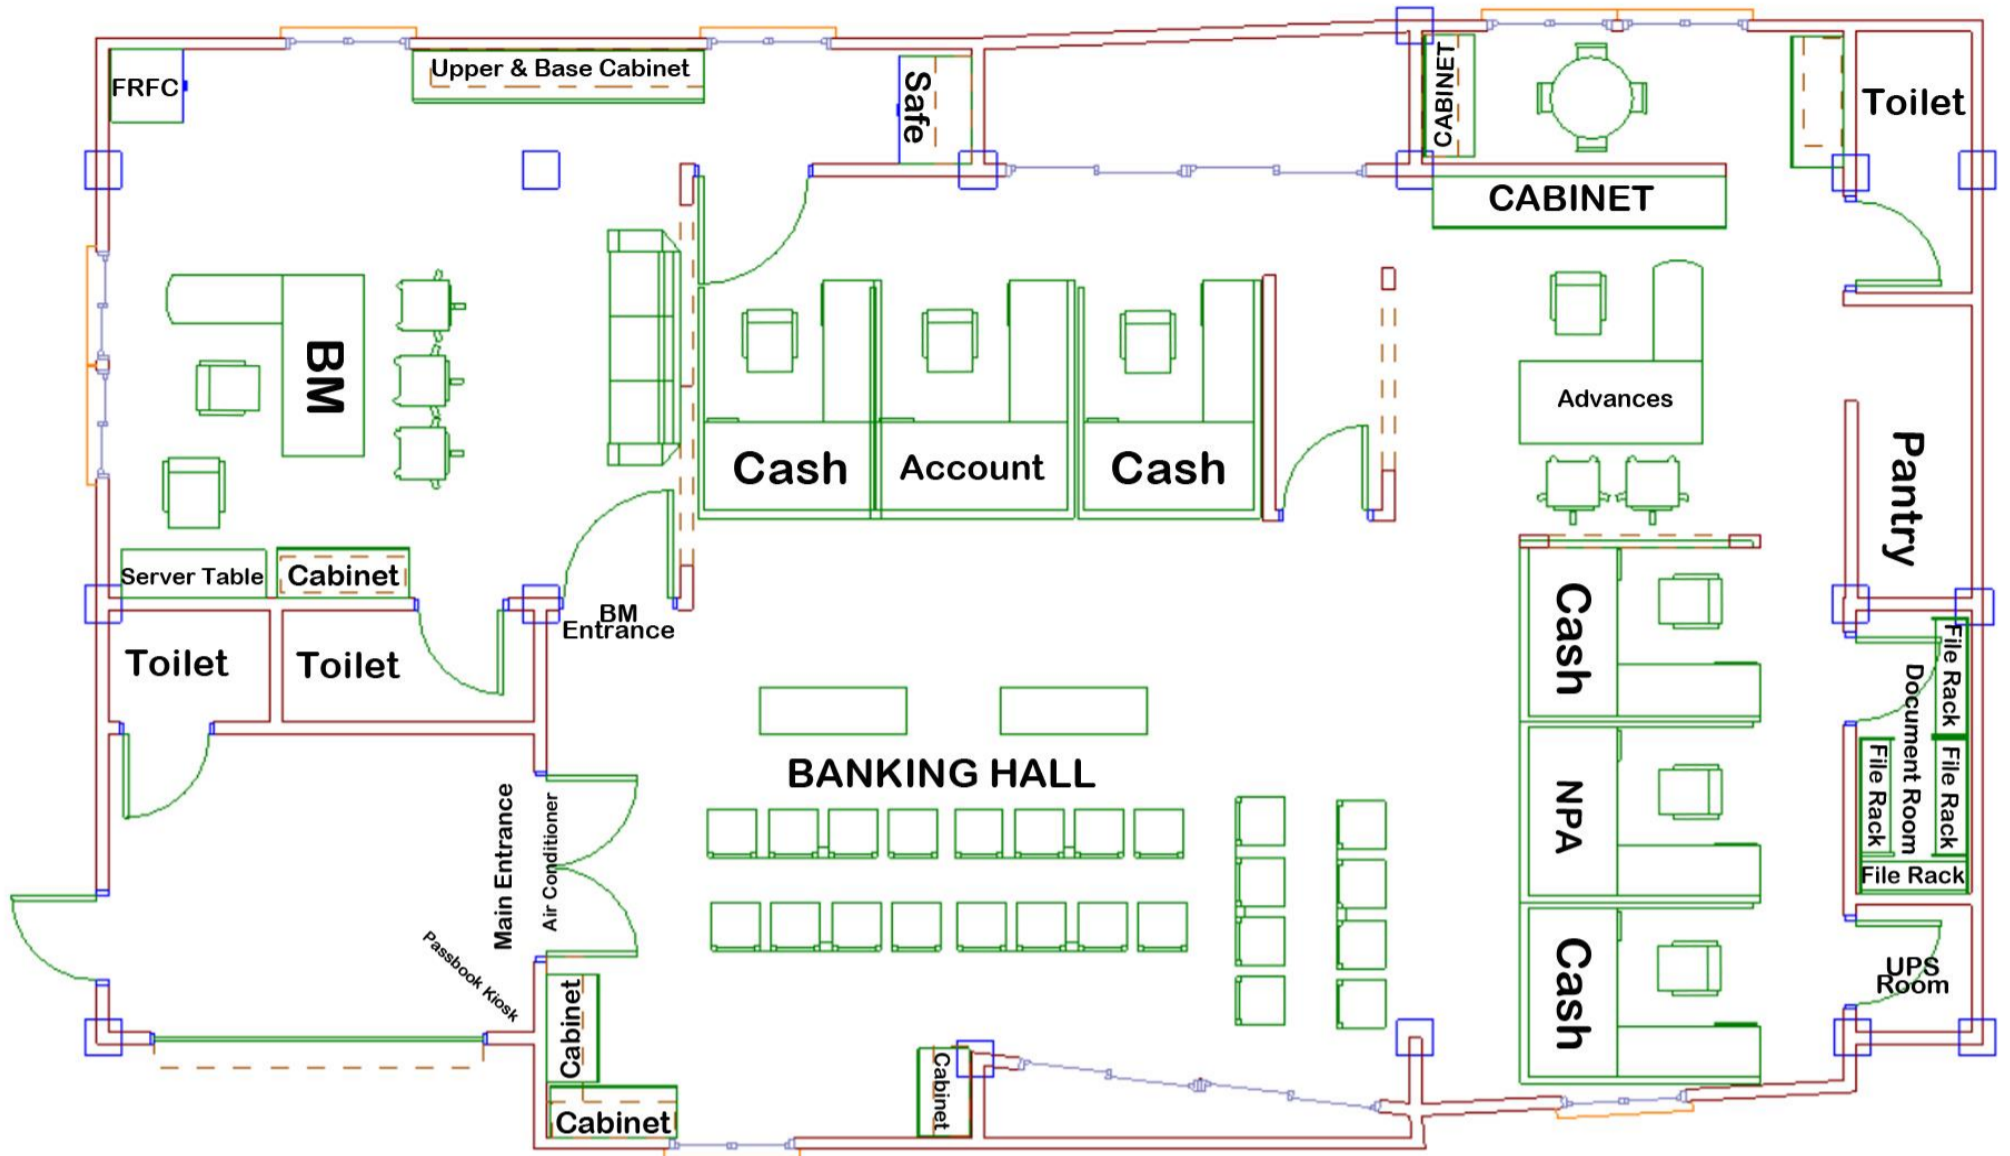 FRFC
Upper & Base Cabinet
Safe
CABINET
Toilet
CABINET
BM
Advances
Cash
Account
Cash
Pantry
Server Table
Cabinet
BM
Entrance
Toilet
Toilet
Cash
File Rack
Document Room
File Rack
File Rack
File Rack
BANKING HALL
NPA
Main Entrance
Air Conditioner
Passbook Kiosk
Cash
UPS
Room
Cabinet
Cabinet
Cabinet